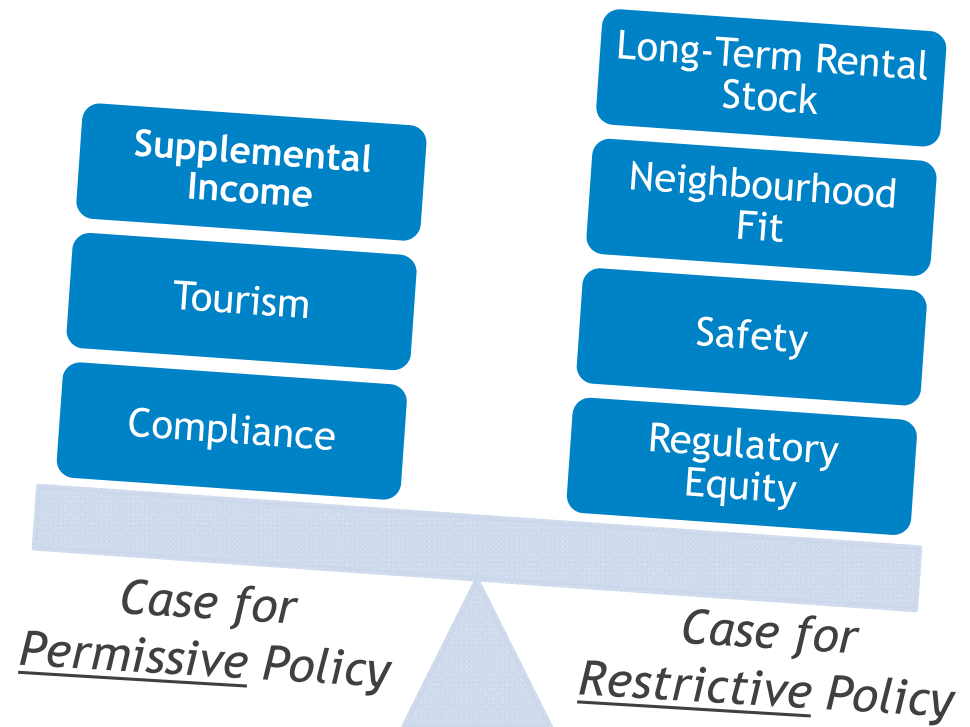 Supplemental
Income
Tourism
Compliance
Long-Term Rental
Stock
Neighbourhood
Fit
Safety
Regulatory
Equity
Case for
Permissive Policy
Case for
Restrictive Policy